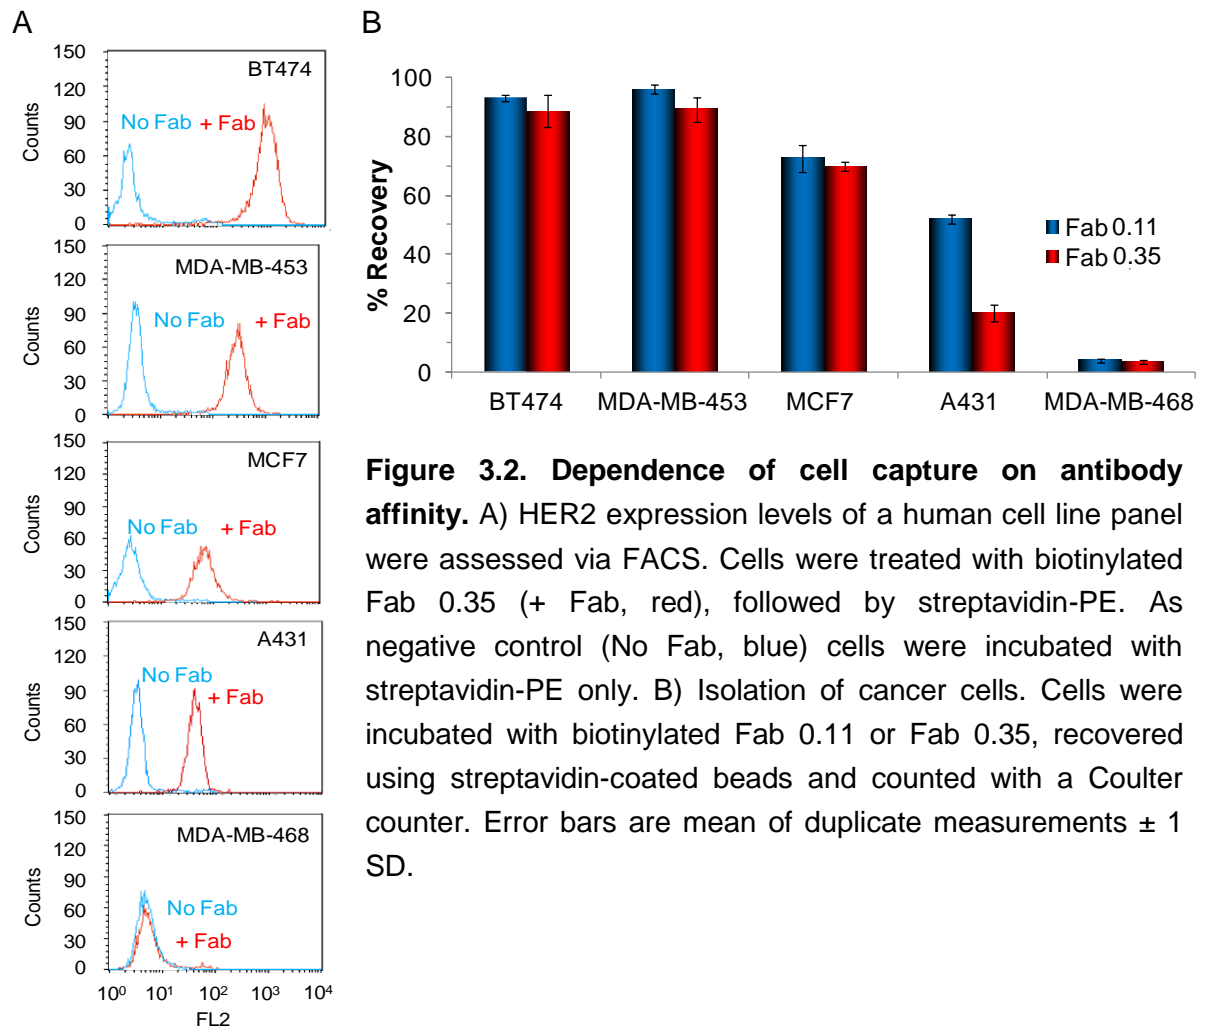 A
150
120
90
60
30
0
Counts
BT474
No Fab + Fab
150
120
90
60
30
0
Counts
MDA-MB-453
No Fab + Fab
150
120
90
60
30
0
Counts
MCF7
No Fab + Fab
150
120
90
60
30
0
Counts
A431
No Fab
+ Fab
150
120
90
60
30
0
Counts
MDA-MB-468
No Fab
+ Fab
10⁰ 10¹ 10² 10³ 10⁴
FL2
B
100
80
60
40
20
0
% Recovery
Fab 0.11
Fab 0.35
BT474 MDA-MB-453 MCF7 A431 MDA-MB-468
Figure 3.2. Dependence of cell capture on antibody
affinity. A) HER2 expression levels of a human cell line panel
were assessed via FACS. Cells were treated with biotinylated
Fab 0.35 (+ Fab, red), followed by streptavidin-PE. As
negative control (No Fab, blue) cells were incubated with
streptavidin-PE only. B) Isolation of cancer cells. Cells were
incubated with biotinylated Fab 0.11 or Fab 0.35, recovered
using streptavidin-coated beads and counted with a Coulter
counter. Error bars are mean of duplicate measurements ± 1
SD.